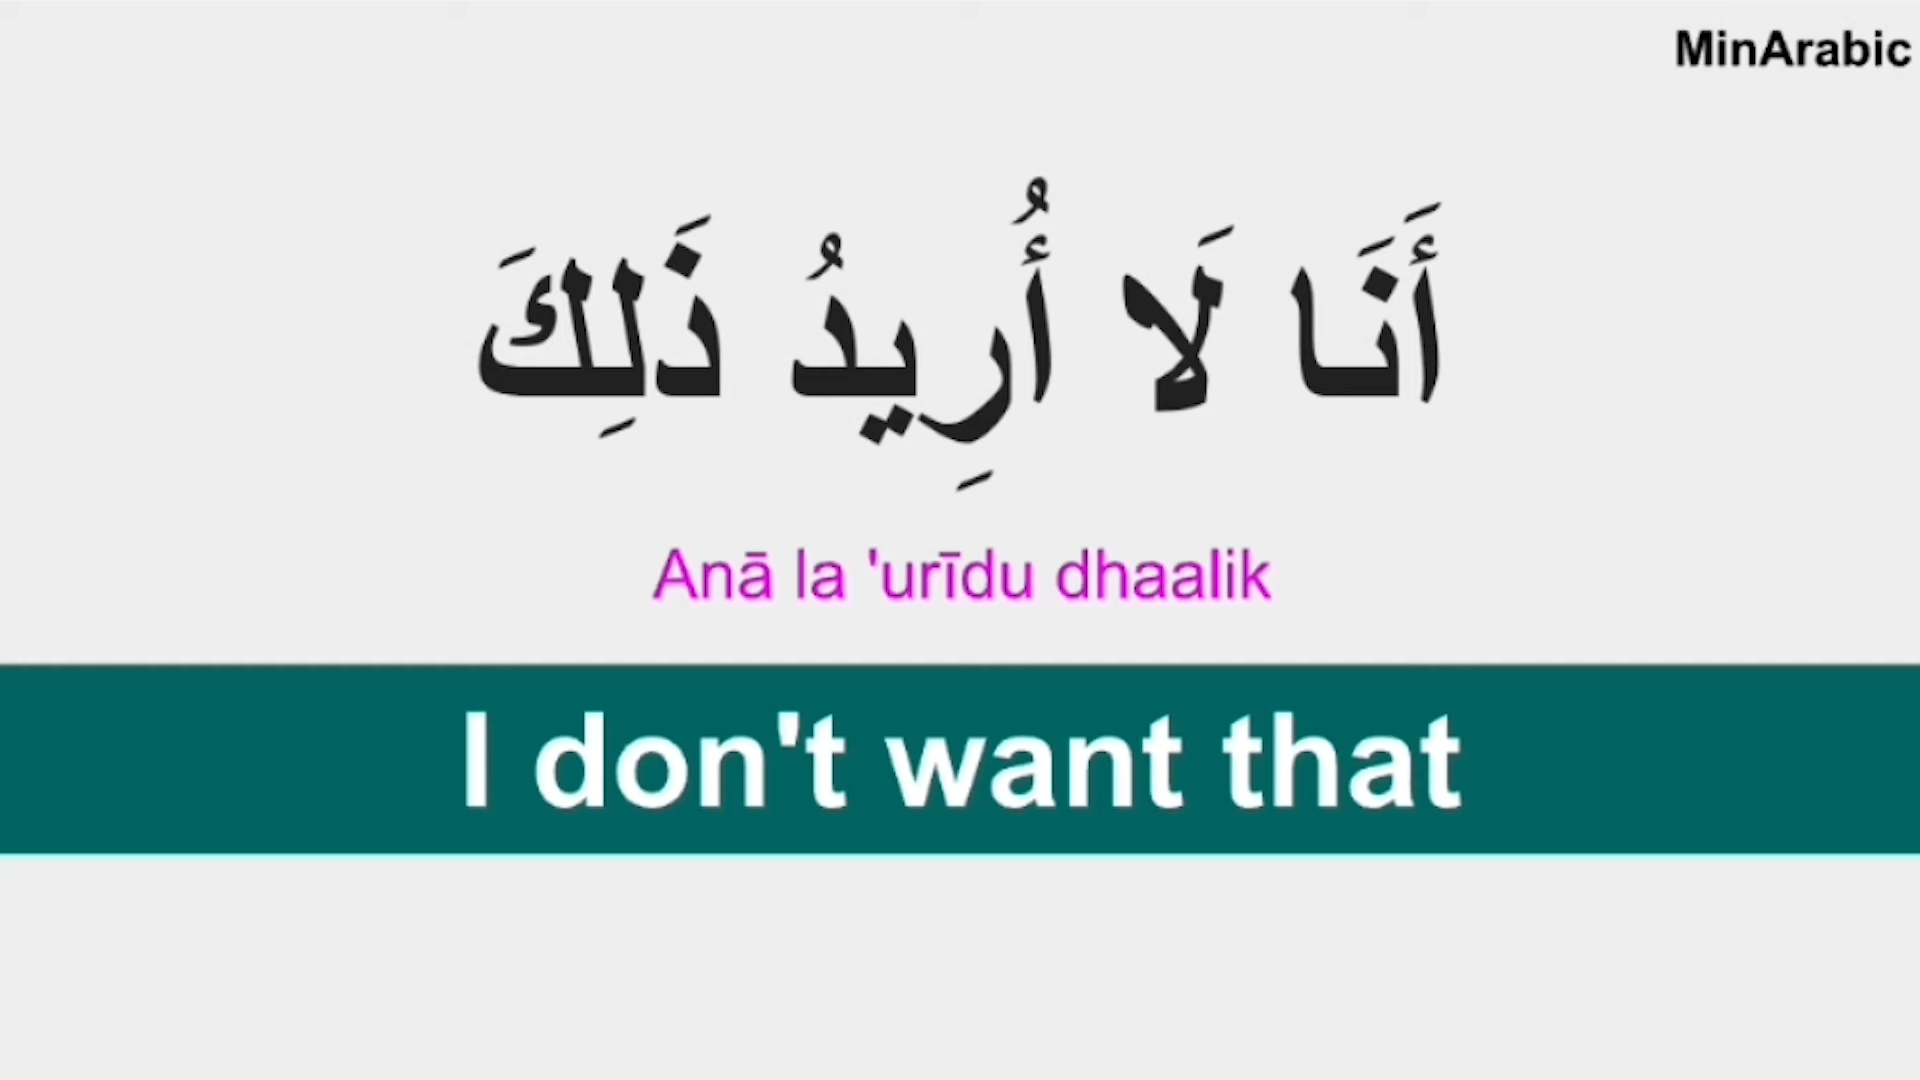 MinArabic
أَنَا لَا أُرِيدُ ذَلِكَ
Anā la 'urīdu dhaalik
I don't want that